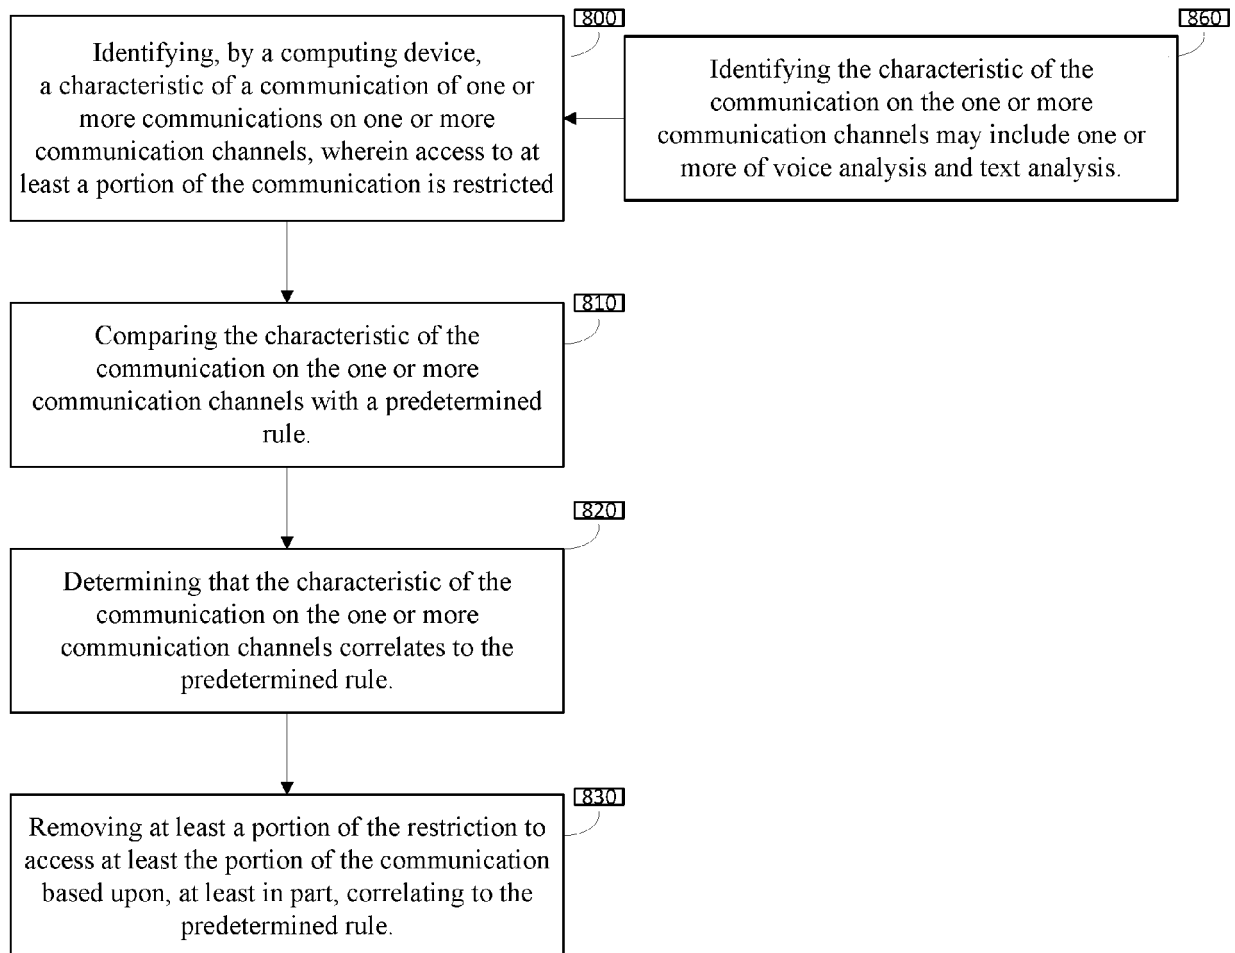 800
Identifying, by a computing device,
a characteristic of a communication of one or
more communications on one or more
communication channels, wherein access to at
least a portion of the communication is restricted
860
Identifying the characteristic of the
communication on the one or more
communication channels may include one or
more of voice analysis and text analysis.
810
Comparing the characteristic of the
communication on the one or more
communication channels with a predetermined
rule.
820
Determining that the characteristic of the
communication on the one or more
communication channels correlates to the
predetermined rule.
830
Removing at least a portion of the restriction to
access at least the portion of the communication
based upon, at least in part, correlating to the
predetermined rule.